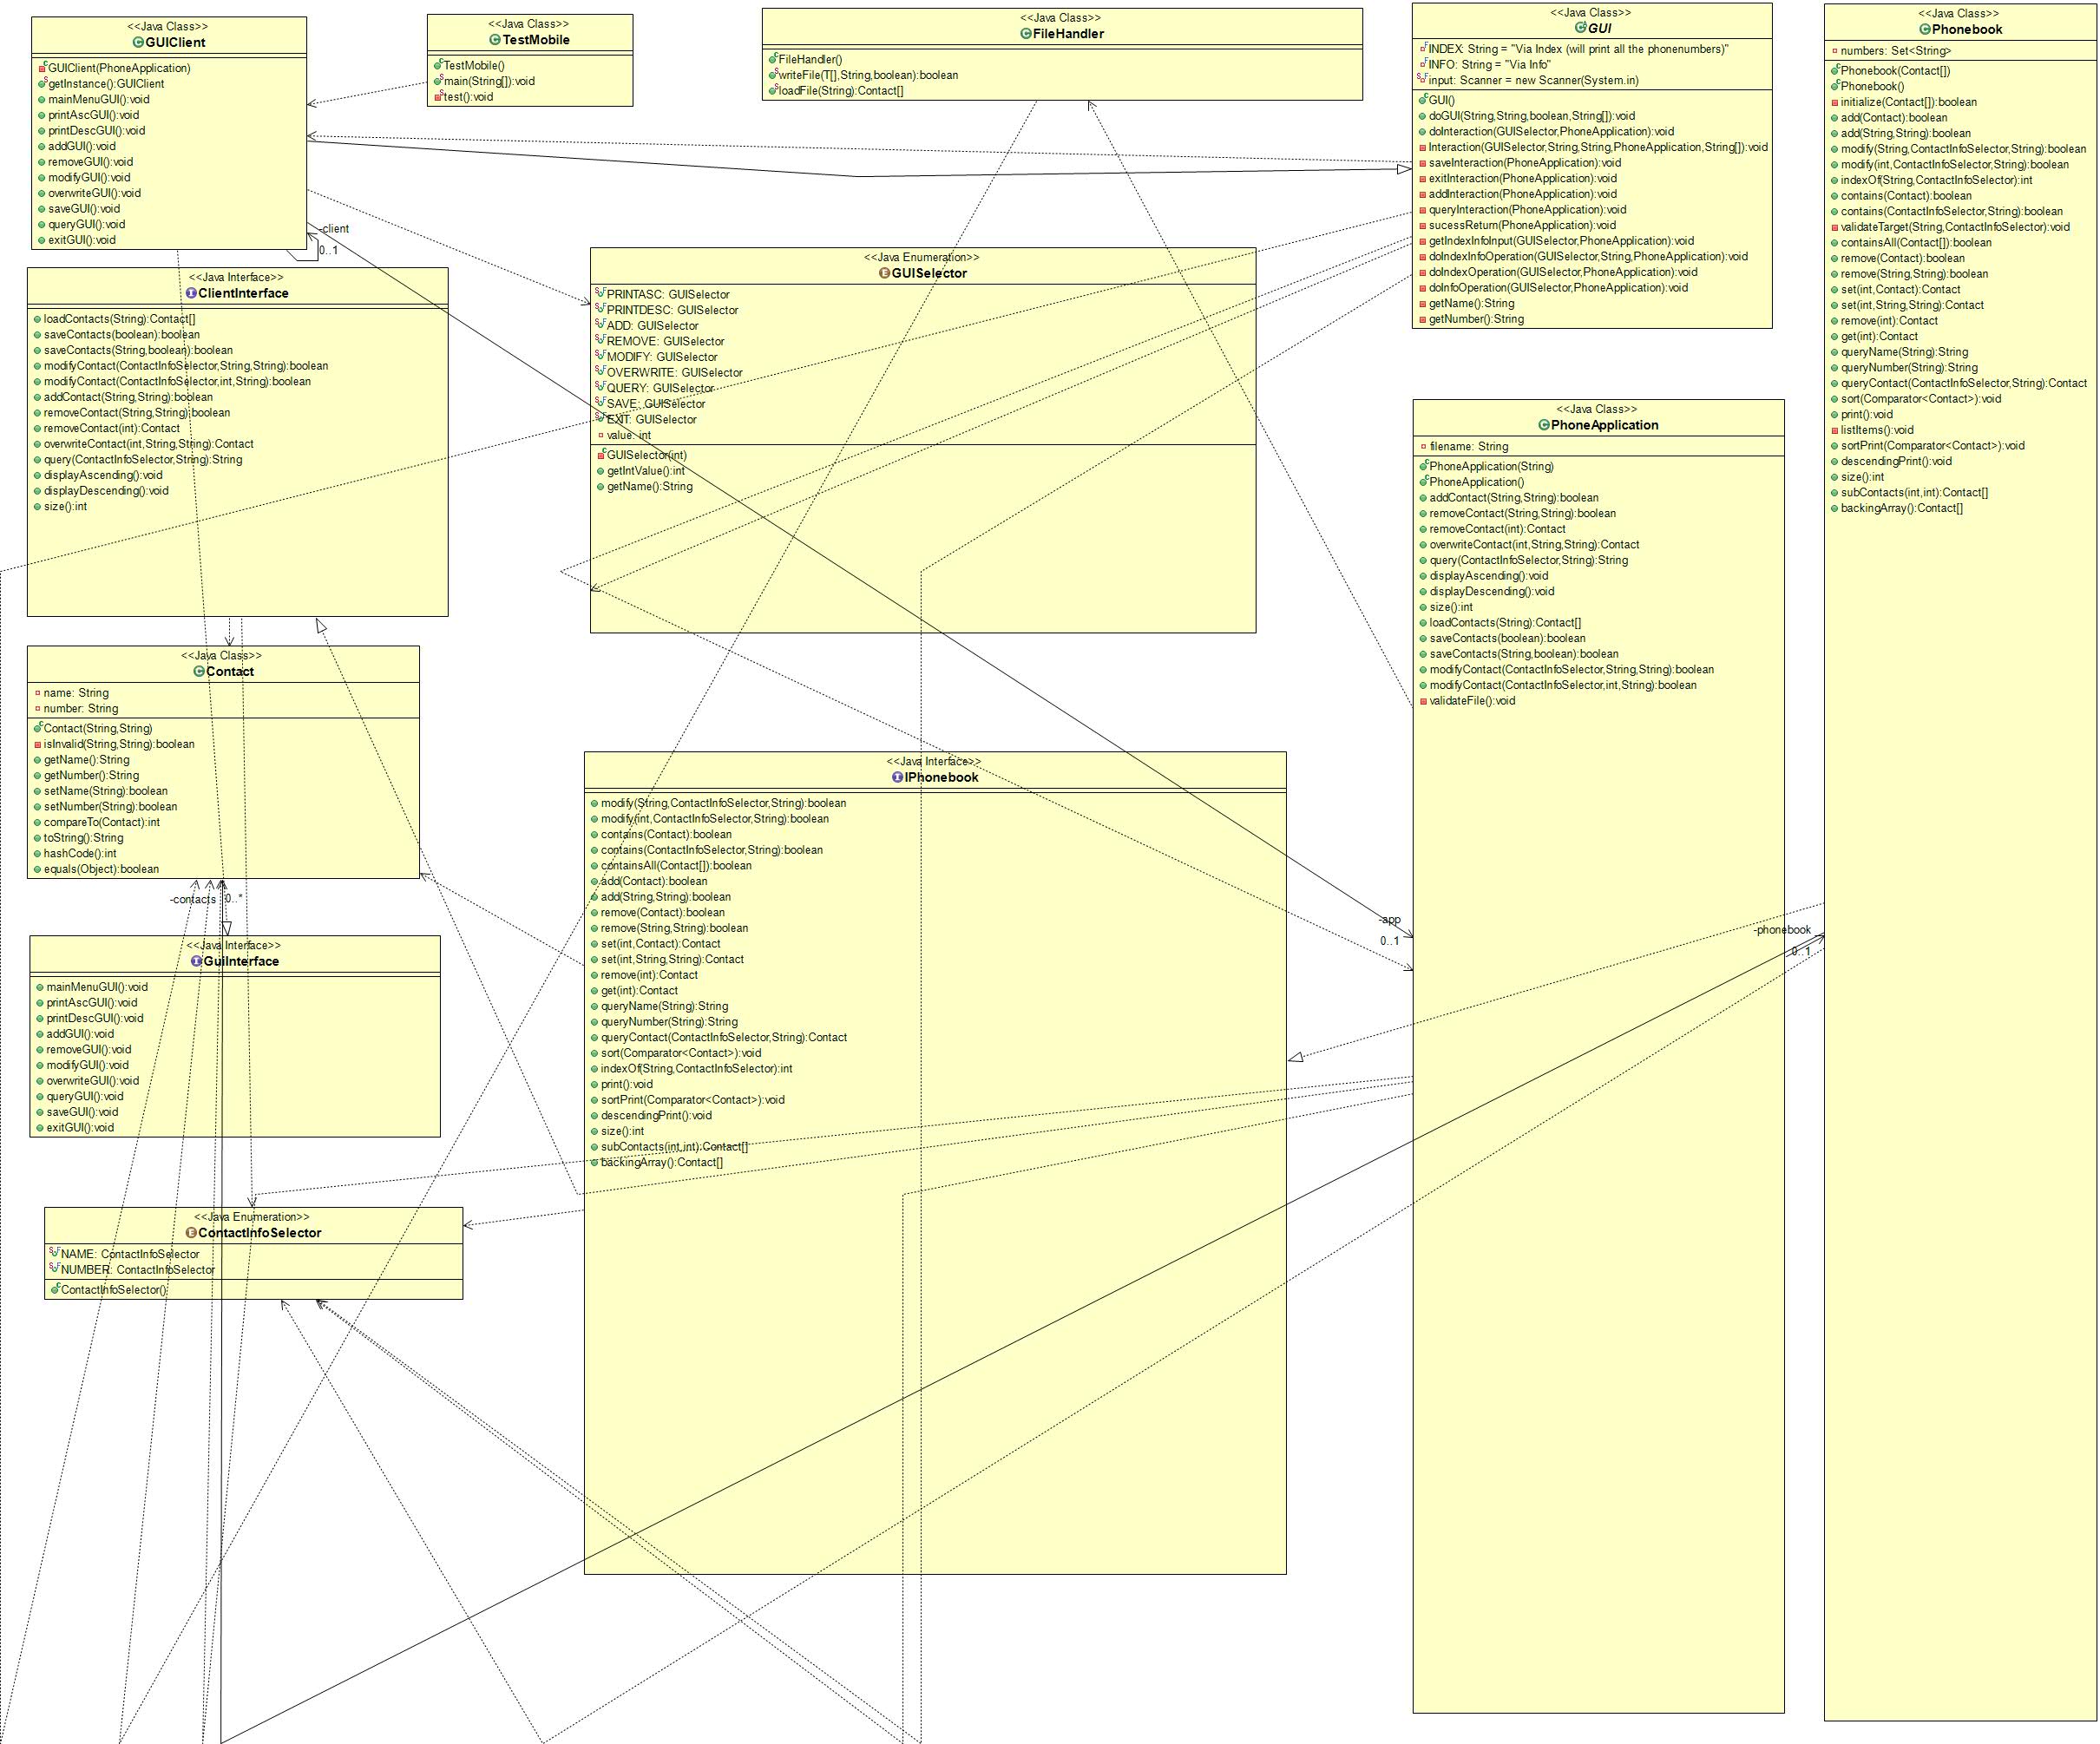 <<Java Class>>
GUIClient
GUIClient(PhoneApplication)
getInstance():GUIClient
mainMenuGUI():void
printAscGUI():void
printDescGUI():void
addGUI():void
removeGUI():void
modifyGUI():void
overwriteGUI():void
saveGUI():void
queryGUI():void
exitGUI():void
-client
0..1
<<Java Class>>
TestMobile
TestMobile()
main(String[]):void
test():void
<<Java Class>>
FileHandler
FileHandler()
writeFile(T[],String,boolean):boolean
loadFile(String):Contact[]
<<Java Class>>
GUI
INDEX: String = "Via Index (will print all the phonenumbers)"
INFO: String = "Via Info"
input: Scanner = new Scanner(System.in)
GUI()
doGUI(String,String,boolean,String[]):void
doInteraction(GUISelector,PhoneApplication):void
Interaction(GUISelector,String,String,PhoneApplication,String[]):void
saveInteraction(PhoneApplication):void
exitInteraction(PhoneApplication):void
addInteraction(PhoneApplication):void
queryInteraction(PhoneApplication):void
sucessReturn(PhoneApplication):void
getIndexInfoInput(GUISelector,PhoneApplication):void
doIndexInfoOperation(GUISelector,String,PhoneApplication):void
doIndexOperation(GUISelector,PhoneApplication):void
doInfoOperation(GUISelector,PhoneApplication):void
getName():String
getNumber():String
<<Java Class>>
Phonebook
numbers: Set<String>
Phonebook(Contact[])
Phonebook()
initialize(Contact[]):boolean
add(Contact):boolean
add(String,String):boolean
modify(String,ContactInfoSelector,String):boolean
modify(int,ContactInfoSelector,String):boolean
indexOf(String,ContactInfoSelector):int
contains(Contact):boolean
contains(ContactInfoSelector,String):boolean
validateTarget(String,ContactInfoSelector):void
containsAll(Contact[]):boolean
remove(Contact):boolean
remove(String,String):boolean
set(int,Contact):Contact
set(int,String,String):Contact
remove(int):Contact
get(int):Contact
queryName(String):String
queryNumber(String):String
queryContact(ContactInfoSelector,String):Contact
sort(Comparator<Contact>):void
print():void
listItems():void
sortPrint(Comparator<Contact>):void
descendingPrint():void
size():int
subContacts(int,int):Contact[]
backingArray():Contact[]
<<Java Interface>>
ClientInterface
loadContacts(String):Contact[]
saveContacts(boolean):boolean
saveContacts(String,boolean):boolean
modifyContact(ContactInfoSelector,String,String):boolean
modifyContact(ContactInfoSelector,int,String):boolean
addContact(String,String):boolean
removeContact(String,String):boolean
removeContact(int):Contact
overwriteContact(int,String,String):Contact
query(ContactInfoSelector,String):String
displayAscending():void
displayDescending():void
size():int
<<Java Enumeration>>
GUISelector
PRINTASC: GUISelector
PRINTDESC: GUISelector
ADD: GUISelector
REMOVE: GUISelector
MODIFY: GUISelector
OVERWRITE: GUISelector
QUERY: GUISelector
SAVE: GUISelector
EXIT: GUISelector
value: int
GUISelector(int)
getIntValue():int
getName():String
<<Java Class>>
PhoneApplication
filename: String
PhoneApplication(String)
PhoneApplication()
addContact(String,String):boolean
removeContact(String,String):boolean
removeContact(int):Contact
overwriteContact(int,String,String):Contact
query(ContactInfoSelector,String):String
displayAscending():void
displayDescending():void
size():int
loadContacts(String):Contact[]
saveContacts(boolean):boolean
saveContacts(String,boolean):boolean
modifyContact(ContactInfoSelector,String,String):boolean
modifyContact(ContactInfoSelector,int,String):boolean
validateFile():void
<<Java Class>>
Contact
name: String
number: String
Contact(String,String)
isInvalid(String,String):boolean
getName():String
getNumber():String
setName(String):boolean
setNumber(String):boolean
compareTo(Contact):int
toString():String
hashCode():int
equals(Object):boolean
-contacts
0..*
<<Java Interface>>
IPhonebook
modify(String,ContactInfoSelector,String):boolean
modify(int,ContactInfoSelector,String):boolean
contains(Contact):boolean
contains(ContactInfoSelector,String):boolean
containsAll(Contact[]):boolean
add(Contact):boolean
add(String,String):boolean
remove(Contact):boolean
remove(String,String):boolean
set(int,Contact):Contact
set(int,String,String):Contact
remove(int):Contact
get(int):Contact
queryName(String):String
queryNumber(String):String
queryContact(ContactInfoSelector,String):Contact
sort(Comparator<Contact>):void
indexOf(String,ContactInfoSelector):int
print():void
sortPrint(Comparator<Contact>):void
descendingPrint():void
size():int
subContacts(int,int):Contact[]
backingArray():Contact[]
-app
0..1
-phonebook
0..1
<<Java Interface>>
GuiInterface
mainMenuGUI():void
printAscGUI():void
printDescGUI():void
addGUI():void
removeGUI():void
modifyGUI():void
overwriteGUI():void
queryGUI():void
saveGUI():void
exitGUI():void
<<Java Enumeration>>
ContactInfoSelector
NAME: ContactInfoSelector
NUMBER: ContactInfoSelector
ContactInfoSelector()